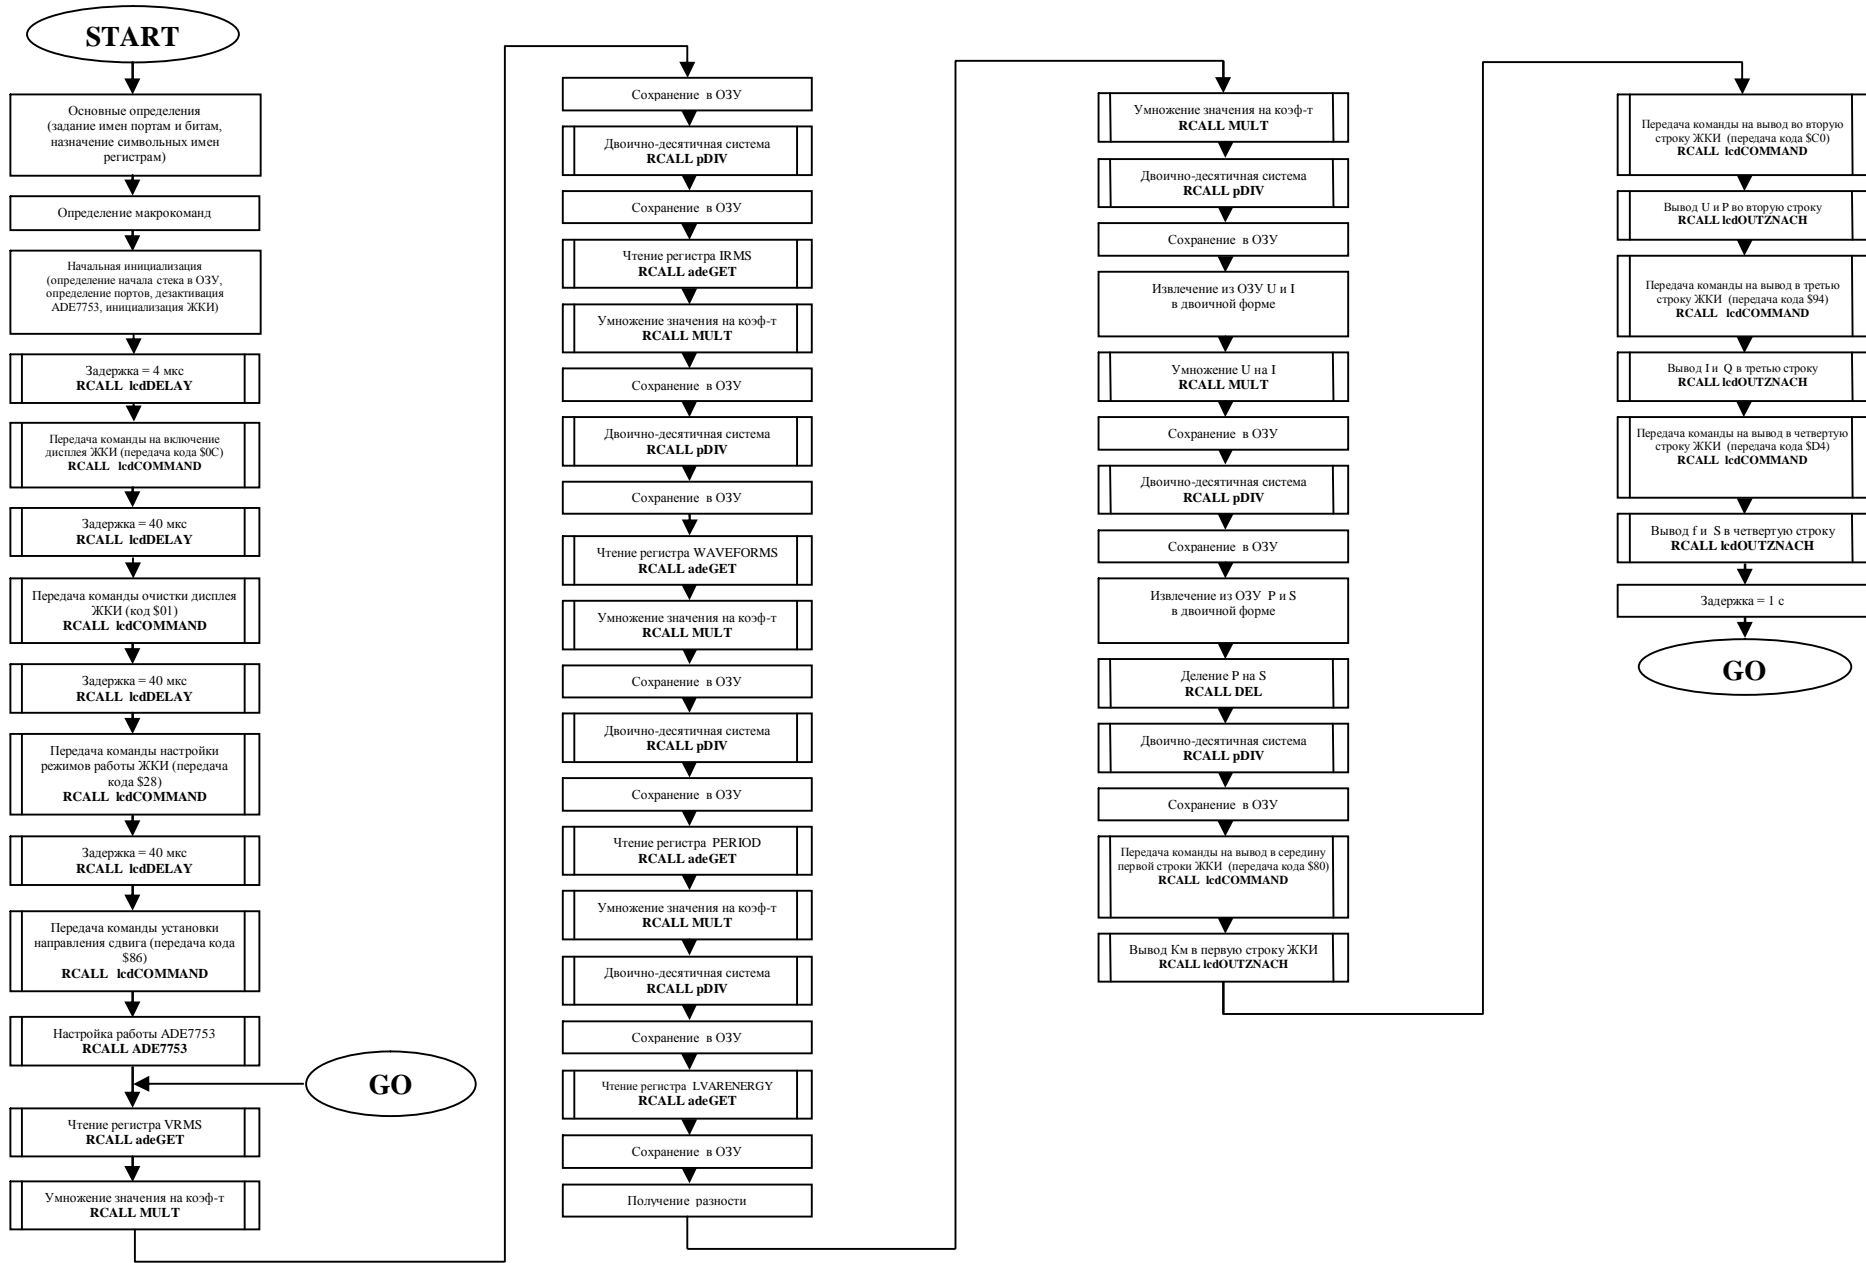 START
Основные определения
(задание имен портам и битам,
назначение символьных имен
регистрам)
Определение макрокоманд
Начальная инициализация
(определение начала стека в ОЗУ,
определение портов, дезактивация
ADE7753, инициализация ЖКИ)
Задержка = 4 мкс
RCALL lcdDELAY
Передача команды на включение
дисплея ЖКИ (передача кода $0C)
RCALL lcdCOMMAND
Задержка = 40 мкс
RCALL lcdDELAY
Передача команды очистки дисплея
ЖКИ (код $01)
RCALL lcdCOMMAND
Задержка = 40 мкс
RCALL lcdDELAY
Передача команды настройки
режимов работы ЖКИ (передача
кода $28)
RCALL lcdCOMMAND
Задержка = 40 мкс
RCALL lcdDELAY
Передача команды установки
направления сдвига (передача кода
$86)
RCALL lcdCOMMAND
Настройка работы ADE7753
RCALL ADE7753
GO
Чтение регистра VRMS
RCALL adeGET
Умножение значения на коэф-т
RCALL MULT
Сохранение в ОЗУ
Двоично-десятичная система
RCALL pDIV
Сохранение в ОЗУ
Чтение регистра IRMS
RCALL adeGET
Умножение значения на коэф-т
RCALL MULT
Сохранение в ОЗУ
Двоично-десятичная система
RCALL pDIV
Сохранение в ОЗУ
Чтение регистра WAVEFORMS
RCALL adeGET
Умножение значения на коэф-т
RCALL MULT
Сохранение в ОЗУ
Двоично-десятичная система
RCALL pDIV
Сохранение в ОЗУ
Чтение регистра PERIOD
RCALL adeGET
Умножение значения на коэф-т
RCALL MULT
Двоично-десятичная система
RCALL pDIV
Сохранение в ОЗУ
Чтение регистра LVARENERGY
RCALL adeGET
Сохранение в ОЗУ
Получение разности
Умножение значения на коэф-т
RCALL MULT
Двоично-десятичная система
RCALL pDIV
Сохранение в ОЗУ
Извлечение из ОЗУ U и I
в двоичной форме
Умножение U на I
RCALL MULT
Сохранение в ОЗУ
Двоично-десятичная система
RCALL pDIV
Сохранение в ОЗУ
Извлечение из ОЗУ P и S
в двоичной форме
Деление P на S
RCALL DEL
Двоично-десятичная система
RCALL pDIV
Сохранение в ОЗУ
Передача команды на вывод в середину
первой строки ЖКИ (передача кода $80)
RCALL lcdCOMMAND
Вывод Км в первую строку ЖКИ
RCALL lcdOUTZNACH
Передача команды на вывод во вторую
строку ЖКИ (передача кода $C0)
RCALL lcdCOMMAND
Вывод U и P во вторую строку
RCALL lcdOUTZNACH
Передача команды на вывод в третью
строку ЖКИ (передача кода $94)
RCALL lcdCOMMAND
Вывод I и Q в третью строку
RCALL lcdOUTZNACH
Передача команды на вывод в четвертую
строку ЖКИ (передача кода $D4)
RCALL lcdCOMMAND
Вывод f и S в четвертую строку
RCALL lcdOUTZNACH
Задержка = 1 с
GO